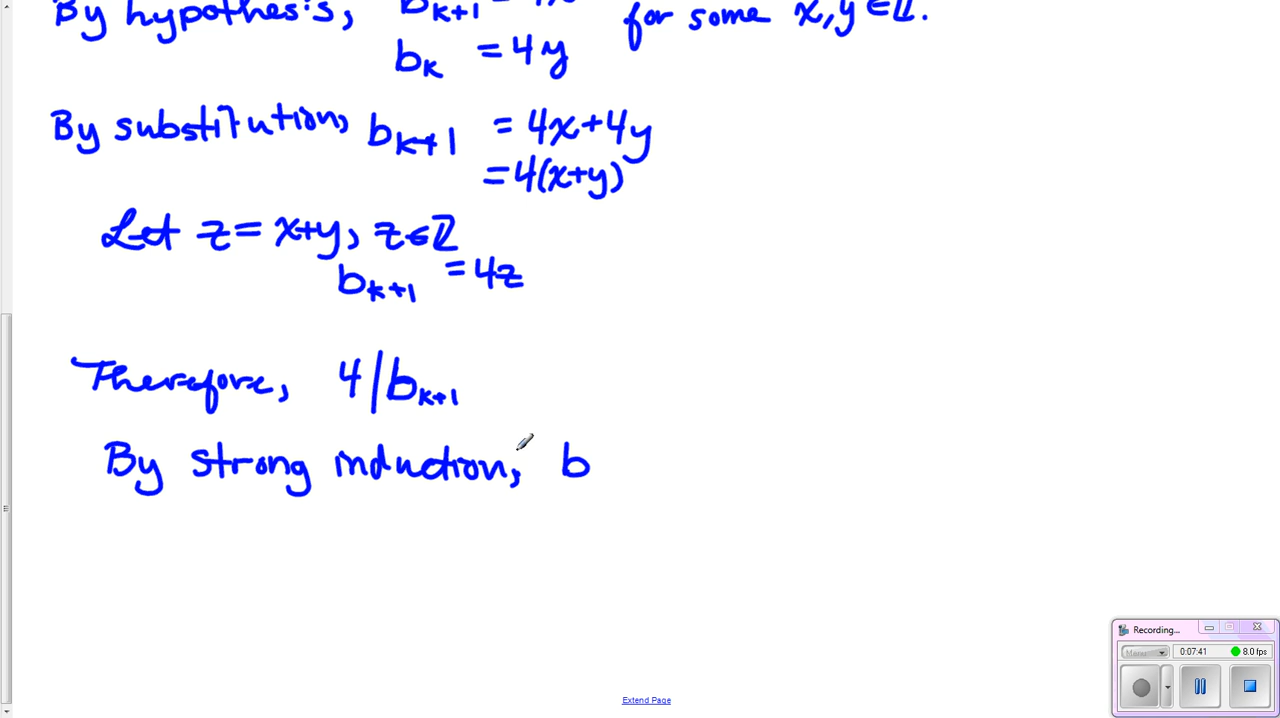 By hypothesis, b_{k+1} = 4x for some x, y ∈ ℤ.
b_k = 4y
By substitution, b_{k+1} = 4x+4y
= 4(x+y)
Let z = x+y, z ∈ ℤ
b_{k+1} = 4z
Therefore, 4 | b_{k+1}
By strong induction, b
Recording...
Menu
0:07:41
8.0 fps
Extend Page